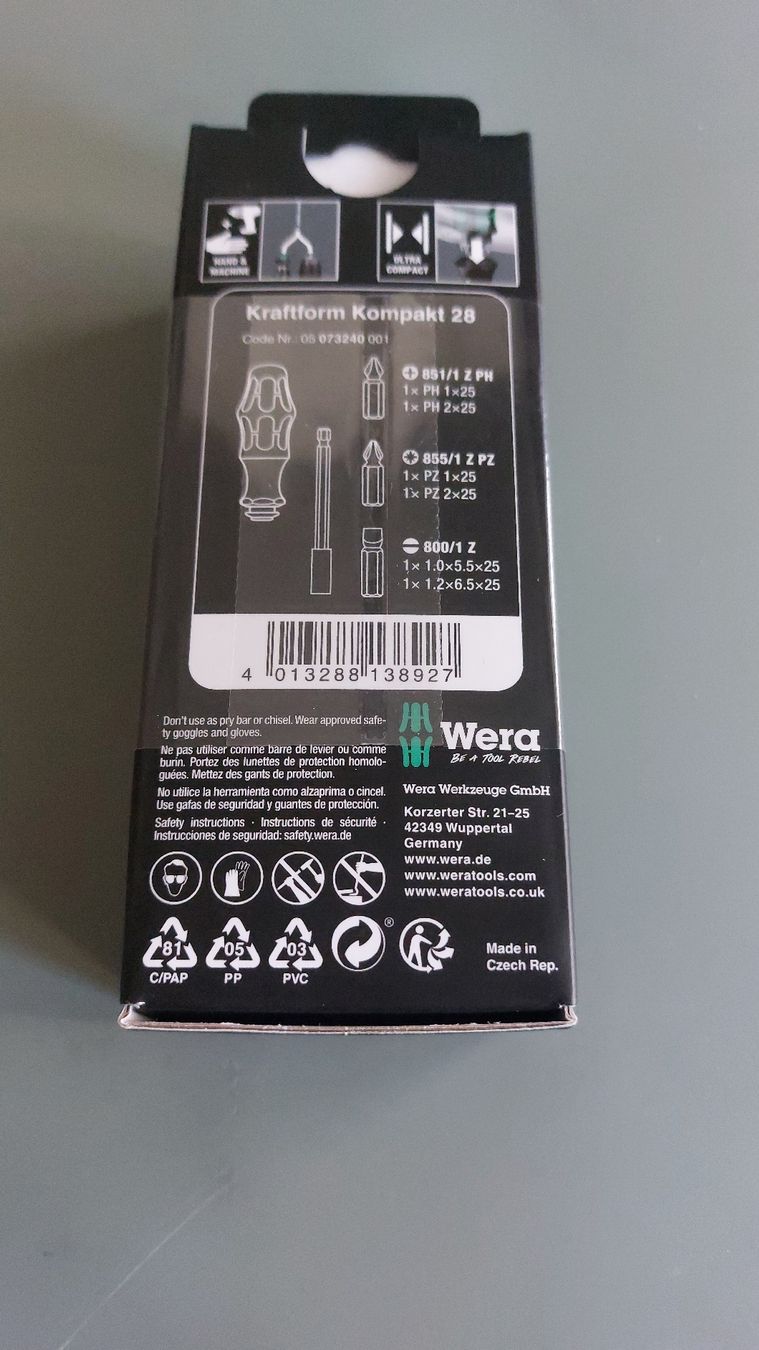 HAND &
MACHINE
ULTRA
COMPACT
Kraftform Kompakt 28
Code Nr.: 05 073240 001
851/1 Z PH
1× PH 1×25
1× PH 2×25
855/1 Z PZ
1× PZ 1×25
1× PZ 2×25
800/1 Z
1× 1.0×5.5×25
1× 1.2×6.5×25
4 013288 138927
Don't use as pry bar or chisel. Wear approved safe-
ty goggles and gloves.
Ne pas utiliser comme barre de levier ou comme
burin. Portez des lunettes de protection homolo-
guées. Mettez des gants de protection.
No utilice la herramienta como alzaprima o cincel.
Use gafas de seguridad y guantes de protección.
Safety instructions · Instructions de sécurité ·
Instrucciones de seguridad: safety.wera.de
Wera
BE A TOOL REBEL
Wera Werkzeuge GmbH
Korzerter Str. 21–25
42349 Wuppertal
Germany
www.wera.de
www.weratools.com
www.weratools.co.uk
81
C/PAP
05
PP
03
PVC
®
Made in
Czech Rep.